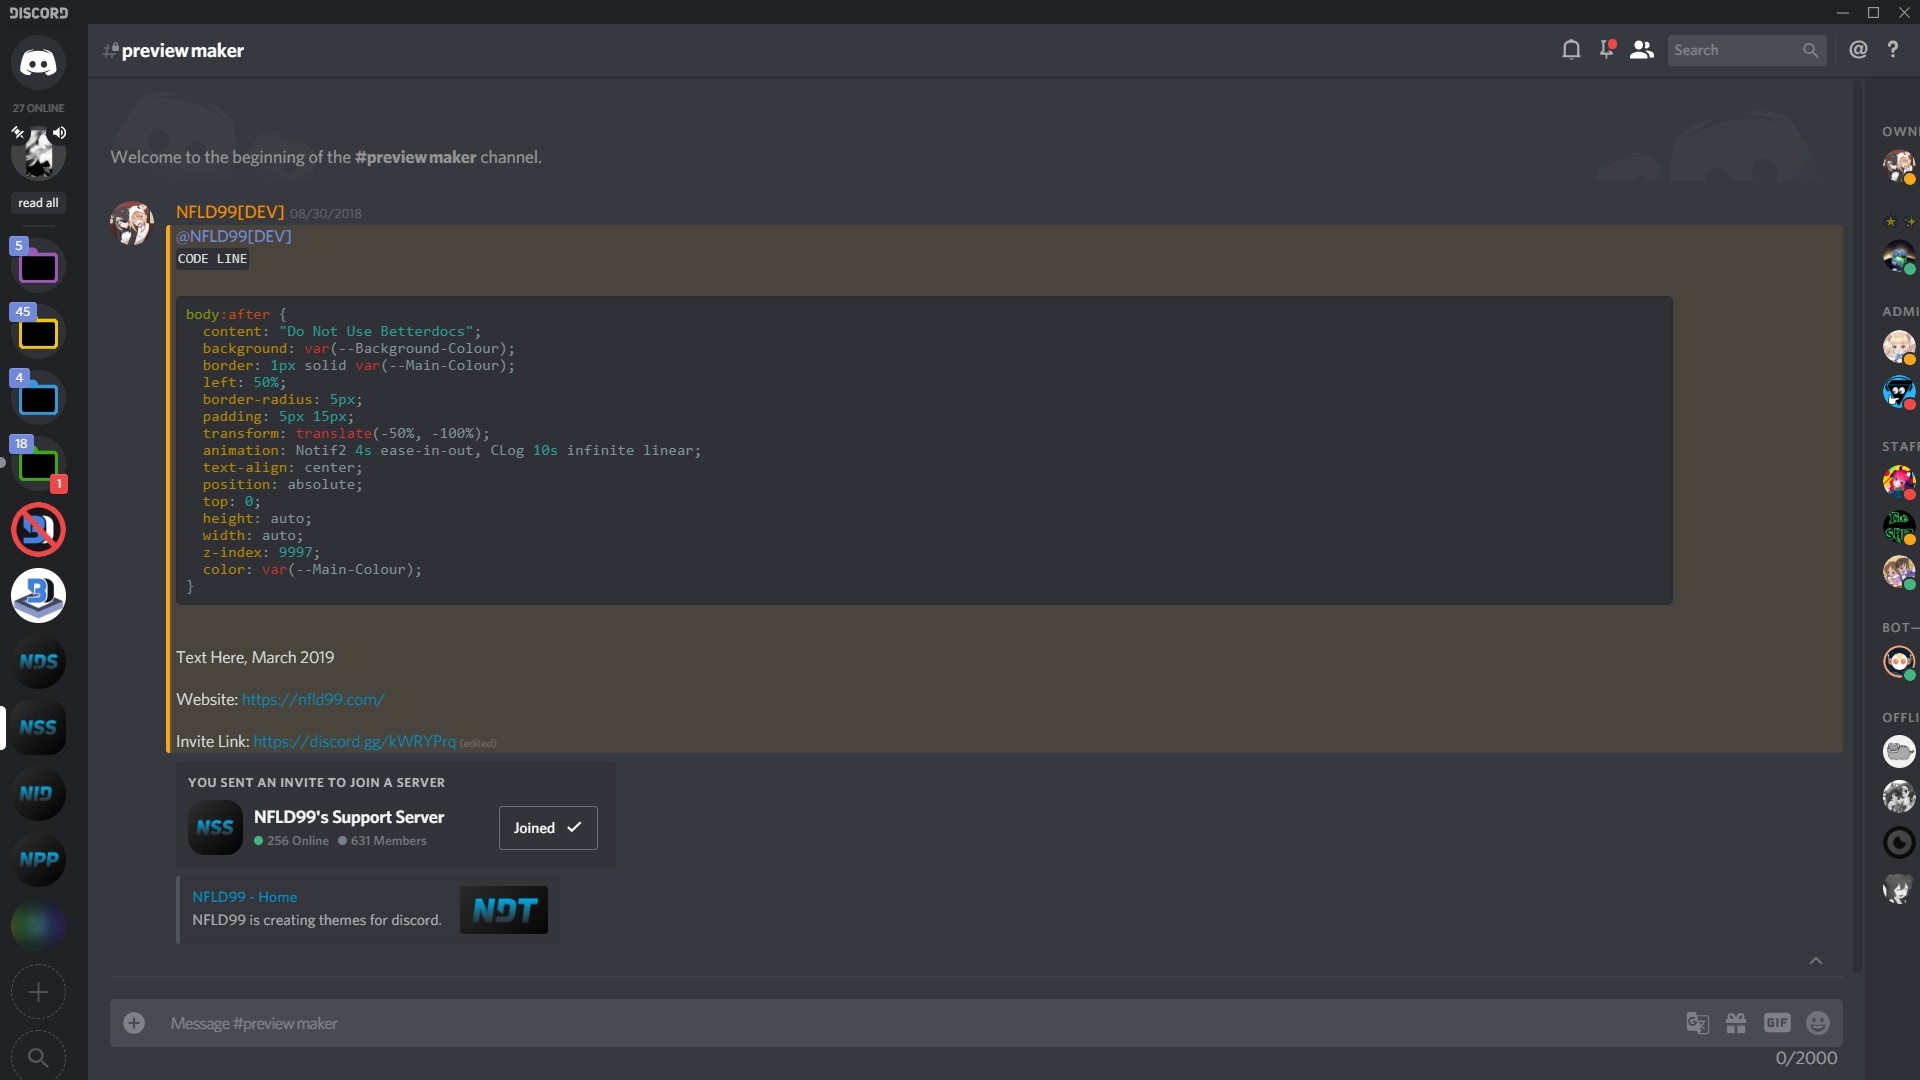 DISCORD
#preview maker
Search
27 ONLINE
read all
5
45
4
18
1
NDS
NSS
NID
NPP
Welcome to the beginning of the #preview maker channel.
NFLD99[DEV] 08/30/2018
@NFLD99[DEV]
CODE LINE
body:after {
content: "Do Not Use Betterdocs";
background: var(--Background-Colour);
border: 1px solid var(--Main-Colour);
left: 50%;
border-radius: 5px;
padding: 5px 15px;
transform: translate(-50%, -100%);
animation: Notif2 4s ease-in-out, CLog 10s infinite linear;
text-align: center;
position: absolute;
top: 0;
height: auto;
width: auto;
z-index: 9997;
color: var(--Main-Colour);
}
Text Here, March 2019
Website: https://nfld99.com/
Invite Link: https://discord.gg/kWRYPrq (edited)
YOU SENT AN INVITE TO JOIN A SERVER
NSS
NFLD99's Support Server
256 Online 631 Members
Joined
NFLD99 - Home
NFLD99 is creating themes for discord.
NDT
Message #preview maker
GIF
0/2000
OWN
ADMI
STAF
BOT—
OFFLI